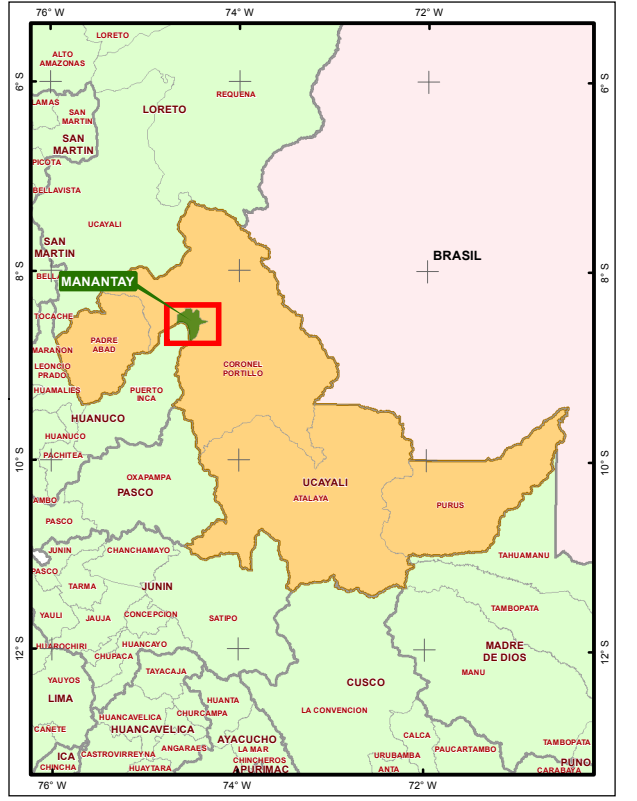 76° W
74° W
72° W
LORETO
ALTO
AMAZONAS
6° S
6° S
REQUENA
LAMAS
SAN
MARTIN
LORETO
SAN
MARTIN
PICOTA
BELLAVISTA
UCAYALI
SAN
MARTIN
BRASIL
8° S
8° S
BELL
MANANTAY
TOCACHE
PADRE
ABAD
MARAÑON
LEONCIO
PRADO
CORONEL
PORTILLO
HUAMALIES
PUERTO
INCA
HUANUCO
HUANUCO
PACHITEA
10° S
10° S
OXAPAMPA
UCAYALI
PASCO
ATALAYA
PURUS
AMBO
PASCO
JUNIN
CHANCHAMAYO
TAHUAMANU
PASCO
TARMA
JUNIN
YAULI
JAUJA
CONCEPCION
SATIPO
TAMBOPATA
HUAROCHIRI
HUANCAYO
12° S
12° S
CHUPACA
MADRE
DE DIOS
TAYACAJA
MANU
YAUYOS
CUSCO
LIMA
HUANTA
LA CONVENCION
HUANCAVELICA
CHURCAMPA
CAÑETE
HUANCAVELICA
AYACUCHO
CALCA
ICA
CASTROVIRREYNA
ANGARAES
LA MAR
URUBAMBA
PAUCARTAMBO
TAMBOPATA
CHINCHA
HUAYTARA
CHINCHEROS
APURIMAC
ANTA
PUNO
CARABAYA
76° W
74° W
72° W